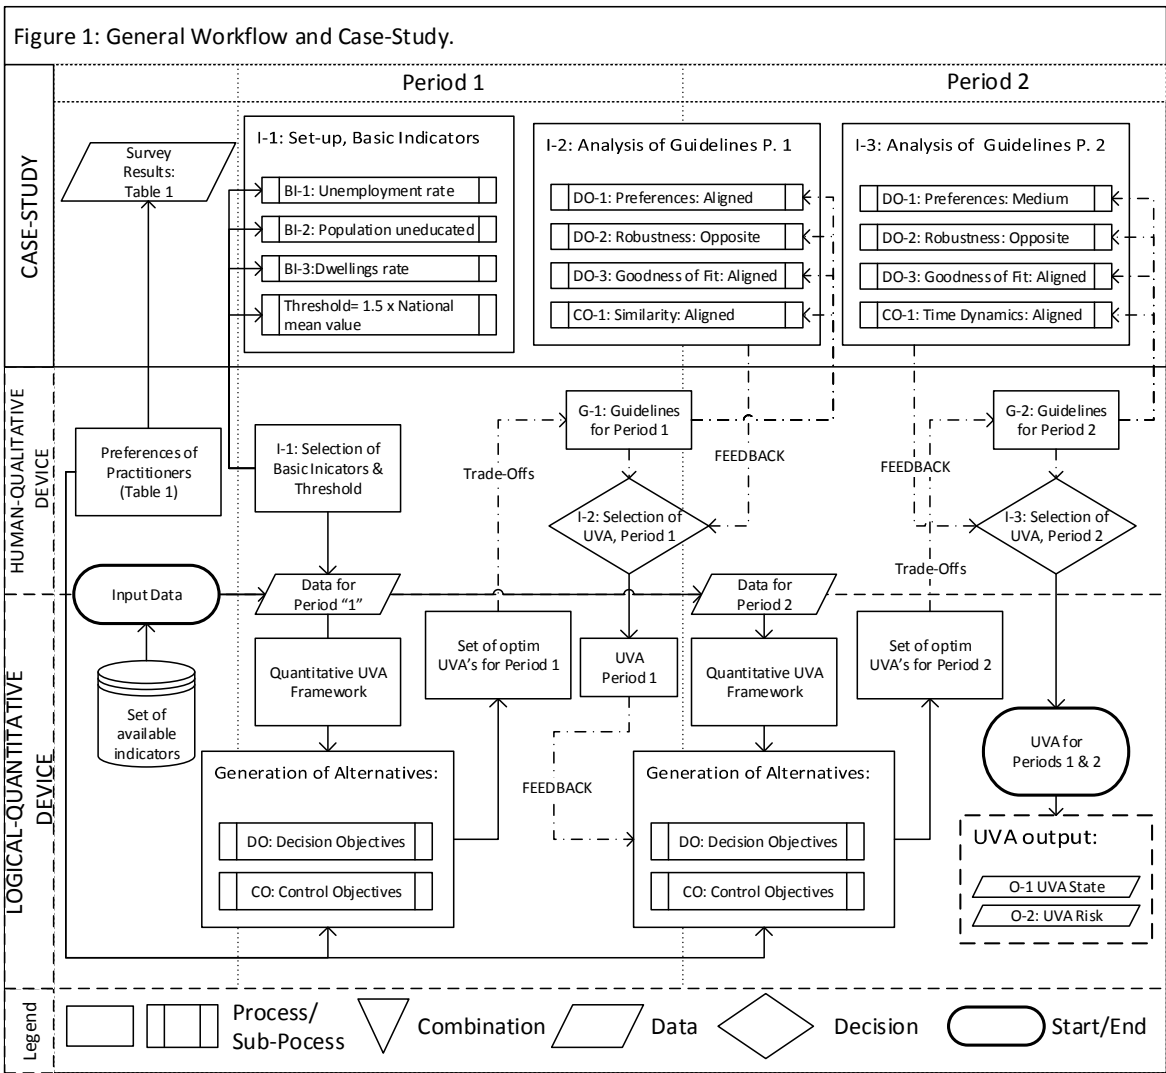 Figure 1: General Workflow and Case-Study.
Period 1
Period 2
CASE-STUDY
Survey
Results:
Table 1
I-1: Set-up, Basic Indicators
BI-1: Unemployment rate
BI-2: Population uneducated
BI-3:Dwellings rate
Threshold= 1.5 x National
mean value
I-2: Analysis of Guidelines P. 1
DO-1: Preferences: Aligned
DO-2: Robustness: Opposite
DO-3: Goodness of Fit: Aligned
CO-1: Similarity: Aligned
I-3: Analysis of Guidelines P. 2
DO-1: Preferences: Medium
DO-2: Robustness: Opposite
DO-3: Goodness of Fit: Aligned
CO-1: Time Dynamics: Aligned
HUMAN-QUALITATIVE
DEVICE
Preferences of
Practitioners
(Table 1)
I-1: Selection of
Basic Inicators &
Threshold
Trade-Offs
G-1: Guidelines
for Period 1
FEEDBACK
I-2: Selection of
UVA, Period 1
G-2: Guidelines
for Period 2
FEEDBACK
I-3: Selection of
UVA, Period 2
Trade-Offs
LOGICAL-QUANTITATIVE
DEVICE
Input Data
Data for
Period “1”
Data for
Period 2
Set of
available
indicators
Quantitative UVA
Framework
Set of optim
UVA's for Period 1
UVA
Period 1
Quantitative UVA
Framework
Set of optim
UVA's for Period 2
Generation of Alternatives:
DO: Decision Objectives
CO: Control Objectives
FEEDBACK
Generation of Alternatives:
DO: Decision Objectives
CO: Control Objectives
UVA for
Periods 1 & 2
UVA output:
O-1 UVA State
O-2: UVA Risk
Legend
Process/
Sub-Pocess
Combination
Data
Decision
Start/End